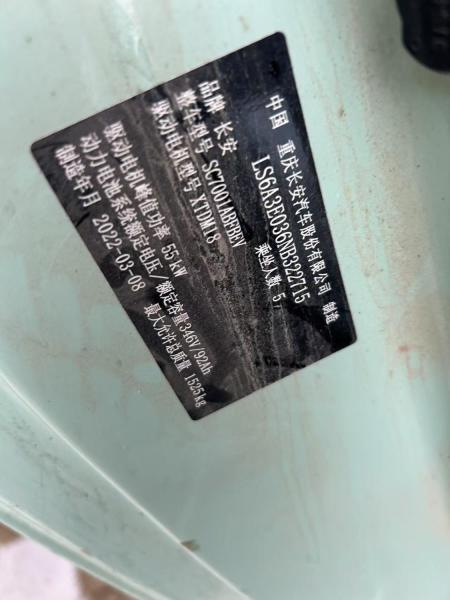 中国 重庆长安汽车股份有限公司 制造
LS6A3E036NB322715
品牌 长安 乘坐人数 5
整车型号 SC7001ABFBEV
驱动电机型号 XTDM18
驱动电机峰值功率 55 kW
动力电池系统额定电压/额定容量 346V/92Ah
制造年月 2022-03-08 最大允许总质量 1525kg